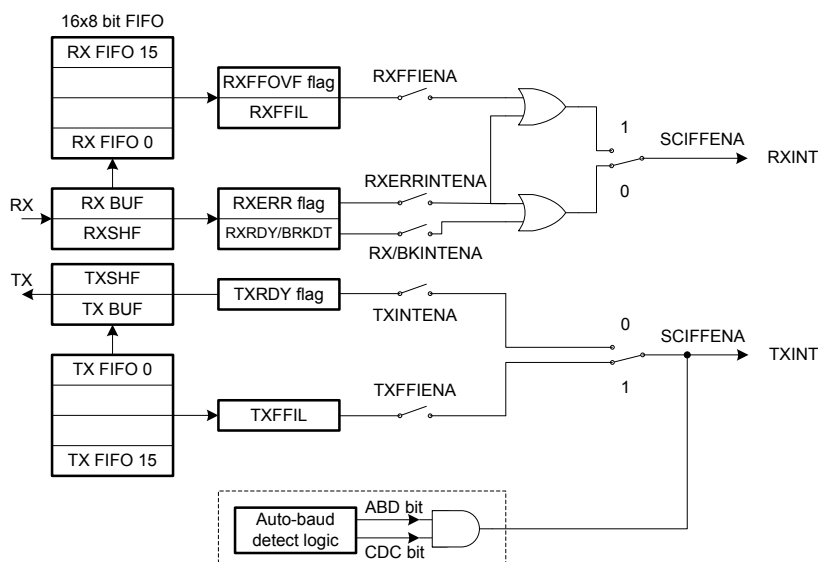 16x8 bit FIFO
RX FIFO 15
RX FIFO 0
RXFFOVF flag
RXFFIL
RXFFIENA
1
SCIFFENA
RXINT
0
RX
RX BUF
RXSHF
RXERR flag
RXRDY/BRKDT
RXERRINTENA
RX/BKINTENA
TX
TXSHF
TX BUF
TXRDY flag
TXINTENA
0
SCIFFENA
TXINT
1
TX FIFO 0
TX FIFO 15
TXFFIL
TXFFIENA
Auto-baud
detect logic
ABD bit
CDC bit